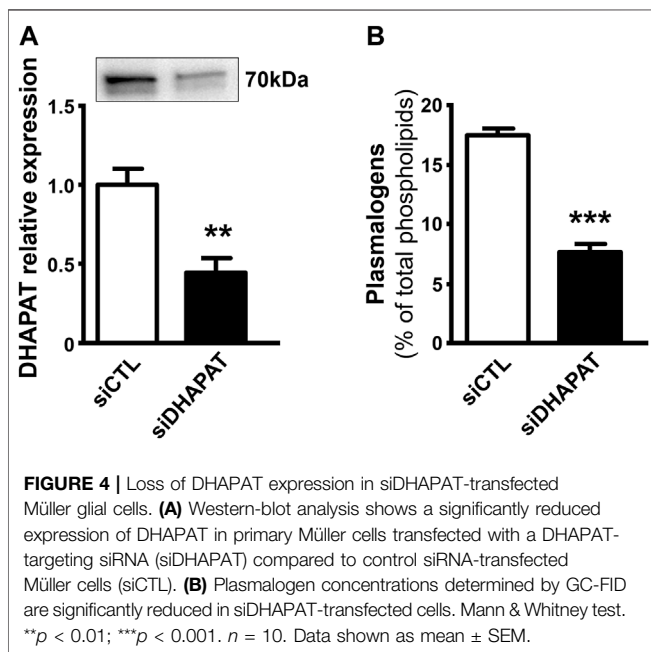 A
70kDa
DHAPAT relative expression
1.5
1.0
0.5
0
**
siCTL
siDHAPAT
B
Plasmalogens
(% of total phospholipids)
20
15
10
5
0
***
siCTL
siDHAPAT
FIGURE 4 | Loss of DHAPAT expression in siDHAPAT-transfected
Müller glial cells. (A) Western-blot analysis shows a significantly reduced
expression of DHAPAT in primary Müller cells transfected with a DHAPAT-
targeting siRNA (siDHAPAT) compared to control siRNA-transfected
Müller cells (siCTL). (B) Plasmalogen concentrations determined by GC-FID
are significantly reduced in siDHAPAT-transfected cells. Mann & Whitney test.
**p < 0.01; ***p < 0.001. n = 10. Data shown as mean ± SEM.